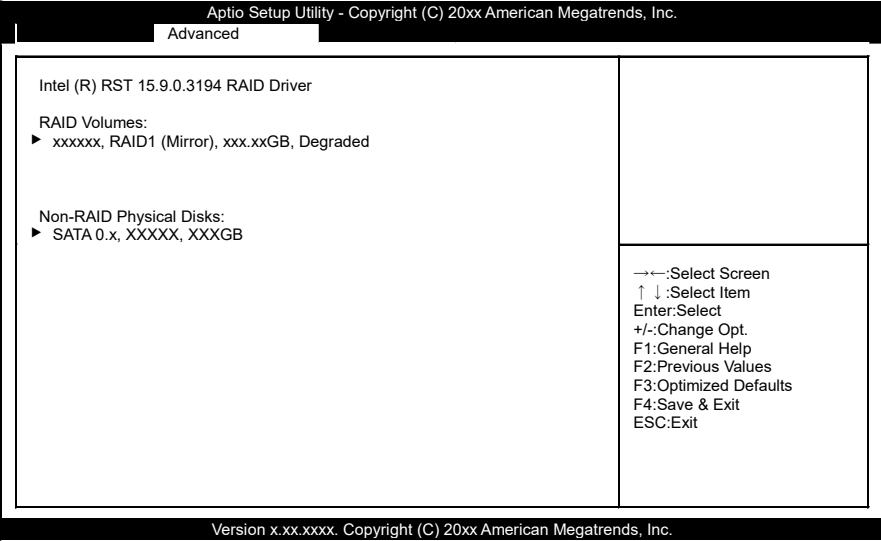 Aptio Setup Utility - Copyright (C) 20xx American Megatrends, Inc.
Advanced
Intel (R) RST 15.9.0.3194 RAID Driver
RAID Volumes:
▶ xxxxxx, RAID1 (Mirror), xxx.xxGB, Degraded
Non-RAID Physical Disks:
▶ SATA 0.x, XXXXX, XXXGB
→←:Select Screen
↑↓:Select Item
Enter:Select
+/-:Change Opt.
F1:General Help
F2:Previous Values
F3:Optimized Defaults
F4:Save & Exit
ESC:Exit
Version x.xx.xxxx. Copyright (C) 20xx American Megatrends, Inc.